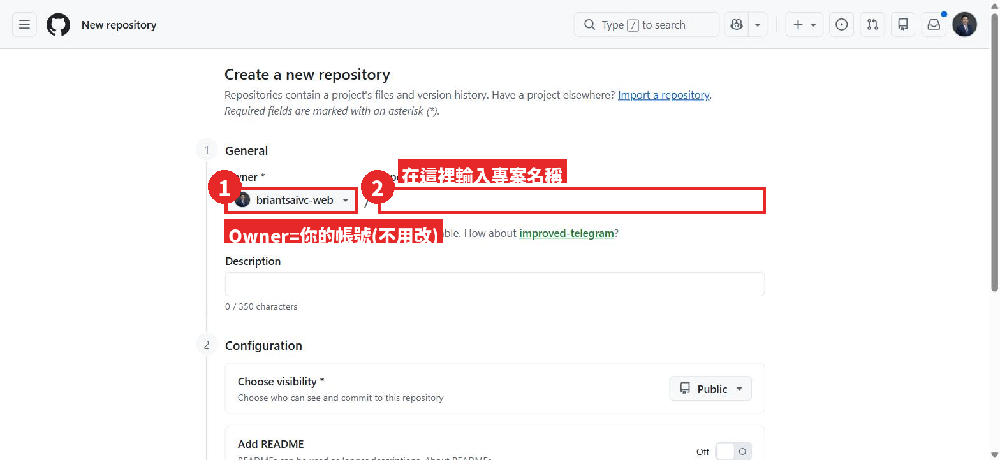 New repository
Type / to search
Create a new repository
Repositories contain a project's files and version history. Have a project elsewhere? Import a repository.
Required fields are marked with an asterisk (*).
1 General
wner *
在這裡輸入專案名稱
1 briantsaivc-web
/
2
Owner=你的帳號(不用改)
ble. How about improved-telegram?
Description
0 / 350 characters
2 Configuration
Choose visibility *
Public
Choose who can see and commit to this repository
Add README
Off
READMEs can be used as longer descriptions. About READMEs